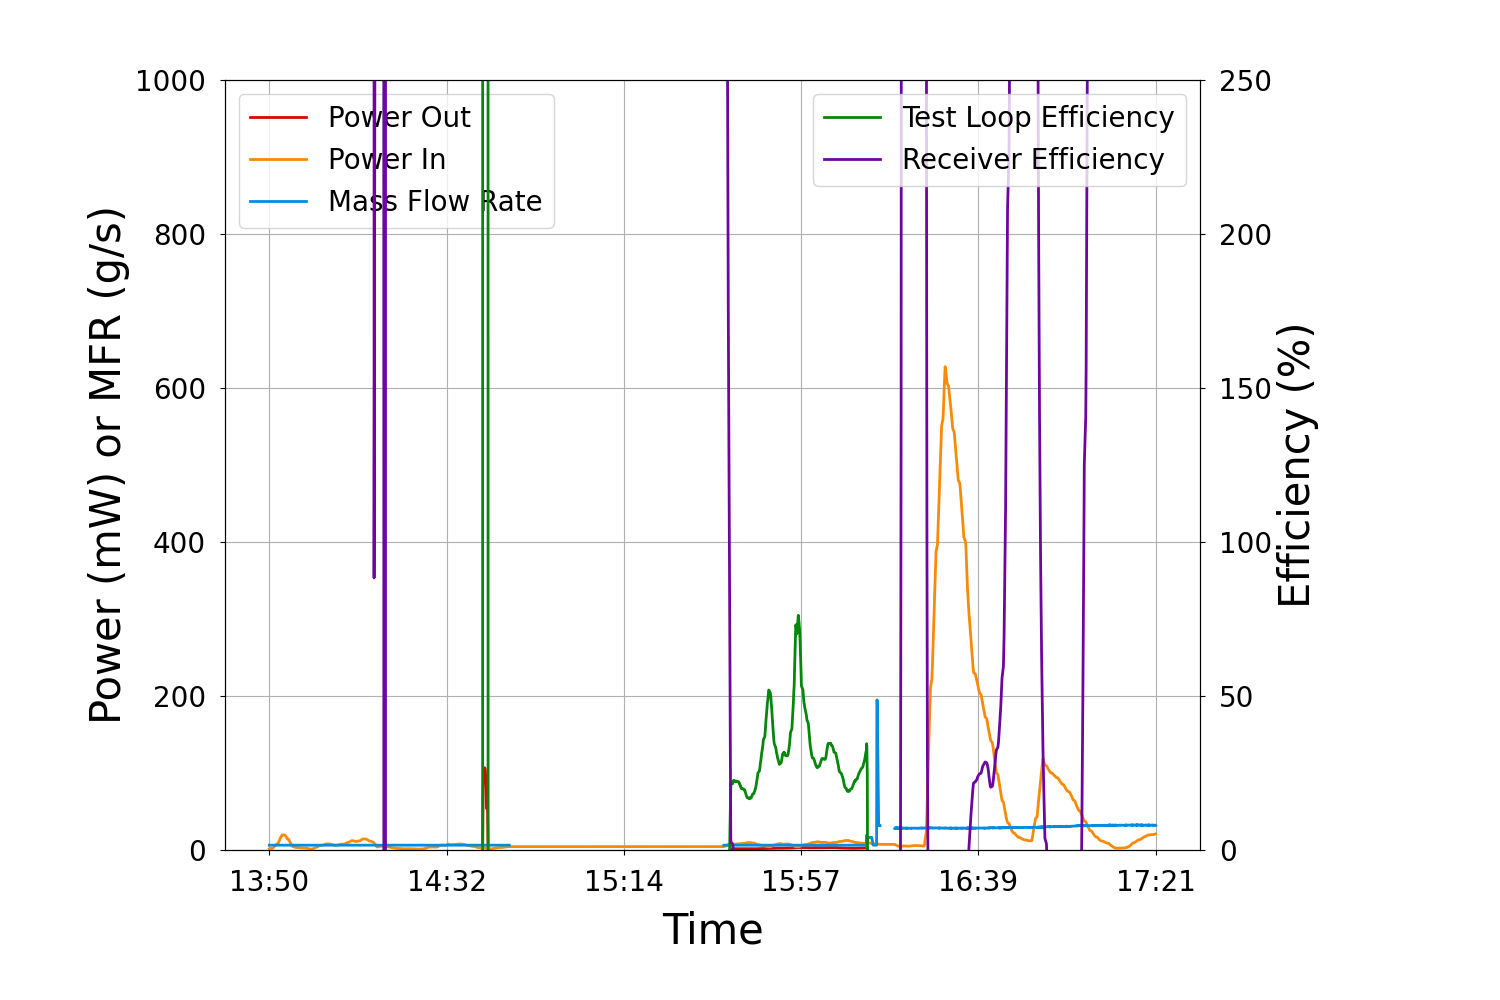 1000
800
600
400
200
0
Power (mW) or MFR (g/s)
Power Out
Power In
Mass Flow Rate
Test Loop Efficiency
Receiver Efficiency
250
200
150
100
50
0
Efficiency (%)
13:50 14:32 15:14 15:57 16:39 17:21
Time